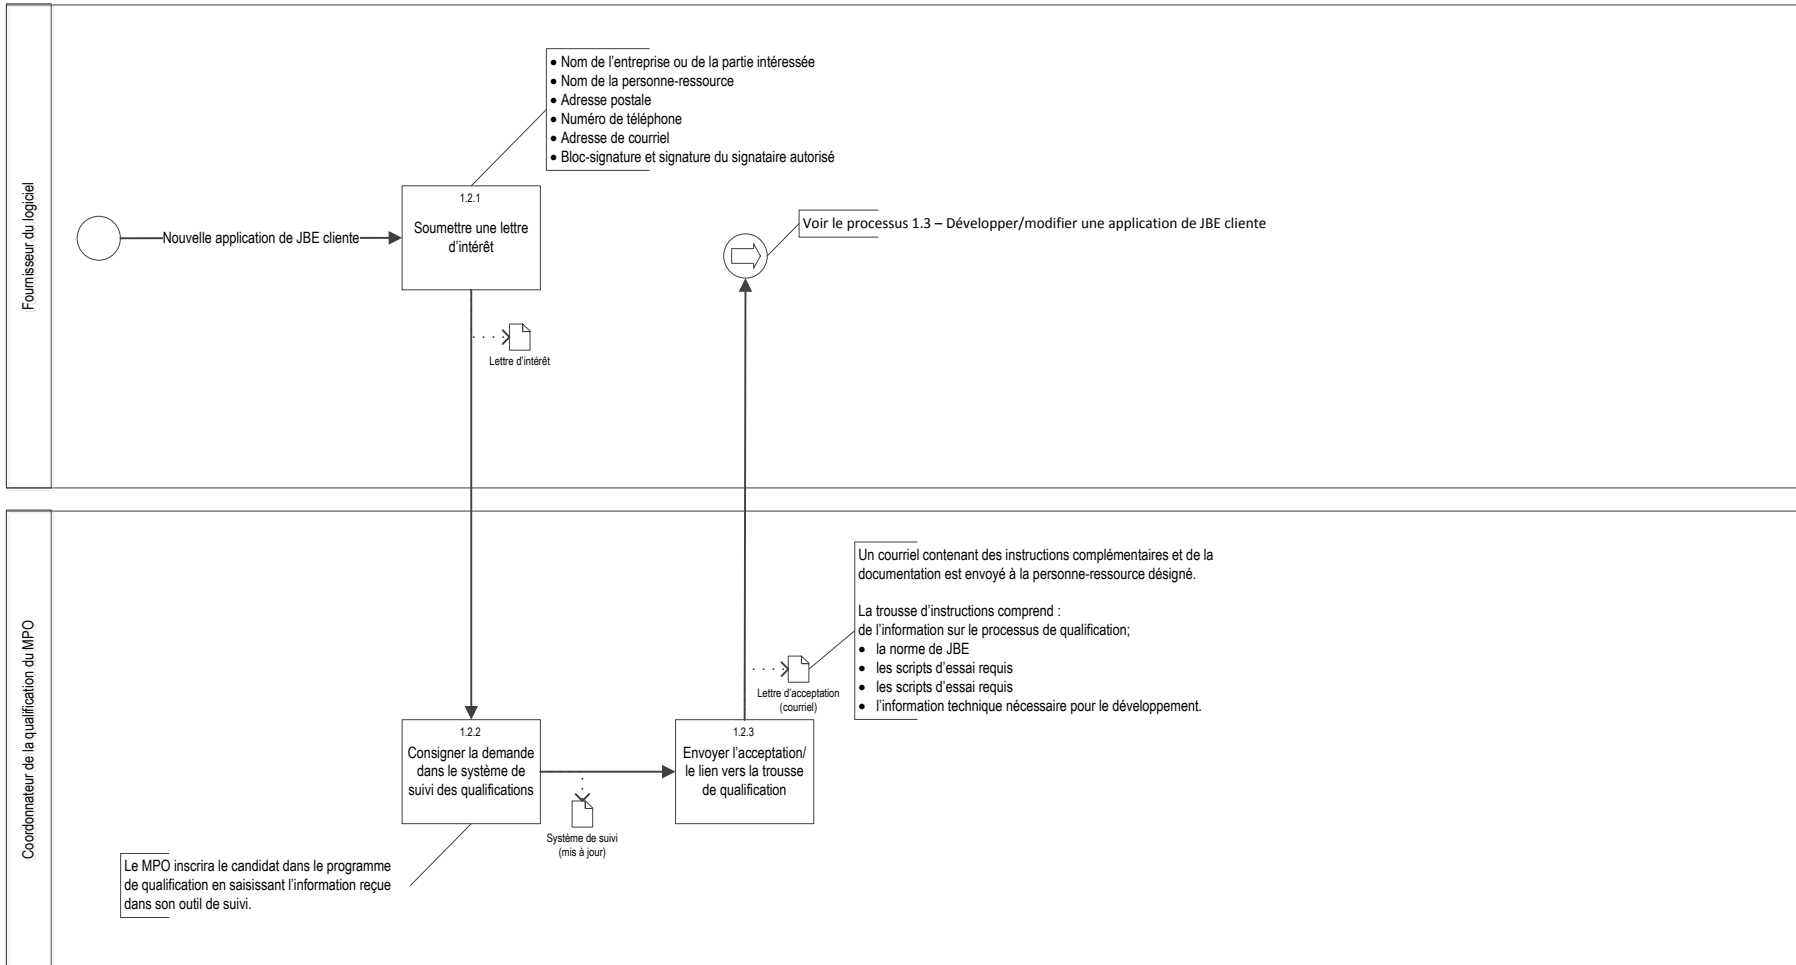 Fournisseur du logiciel
● Nom de l’entreprise ou de la partie intéressée
● Nom de la personne-ressource
● Adresse postale
● Numéro de téléphone
● Adresse de courriel
● Bloc-signature et signature du signataire autorisé
Nouvelle application de JBE cliente
1.2.1
Soumettre une lettre
d’intérêt
Voir le processus 1.3 – Développer/modifier une application de JBE cliente
Lettre d’intérêt
Coordonnateur de la qualification du MPO
Un courriel contenant des instructions complémentaires et de la
documentation est envoyé à la personne-ressource désigné.
La trousse d’instructions comprend :
de l’information sur le processus de qualification;
● la norme de JBE
● les scripts d’essai requis
● les scripts d’essai requis
● l’information technique nécessaire pour le développement.
Lettre d’acceptation
(courriel)
1.2.2
Consigner la demande
dans le système de
suivi des qualifications
1.2.3
Envoyer l’acceptation/
le lien vers la trousse
de qualification
Système de suivi
(mis à jour)
Le MPO inscrira le candidat dans le programme
de qualification en saisissant l’information reçue
dans son outil de suivi.